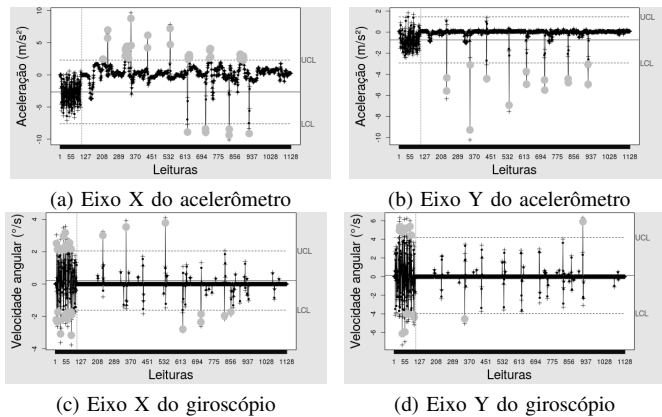 10
5
0
-5
-10
Aceleração (m/s²)
UCL
LCL
1 55 127 208 289 370 451 532 613 694 775 856 937 1028 1128
Leituras
(a) Eixo X do acelerômetro
2
0
-2
-4
-6
-8
-10
Aceleração (m/s²)
UCL
LCL
1 55 127 208 289 370 451 532 613 694 775 856 937 1028 1128
Leituras
(b) Eixo Y do acelerômetro
4
2
0
-2
-4
Velocidade angular (°/s)
UCL
LCL
1 55 127 208 289 370 451 532 613 694 775 856 937 1028 1128
Leituras
(c) Eixo X do giroscópio
6
4
2
0
-2
-4
-6
Velocidade angular (°/s)
UCL
LCL
1 55 127 208 289 370 451 532 613 694 775 856 937 1028 1128
Leituras
(d) Eixo Y do giroscópio